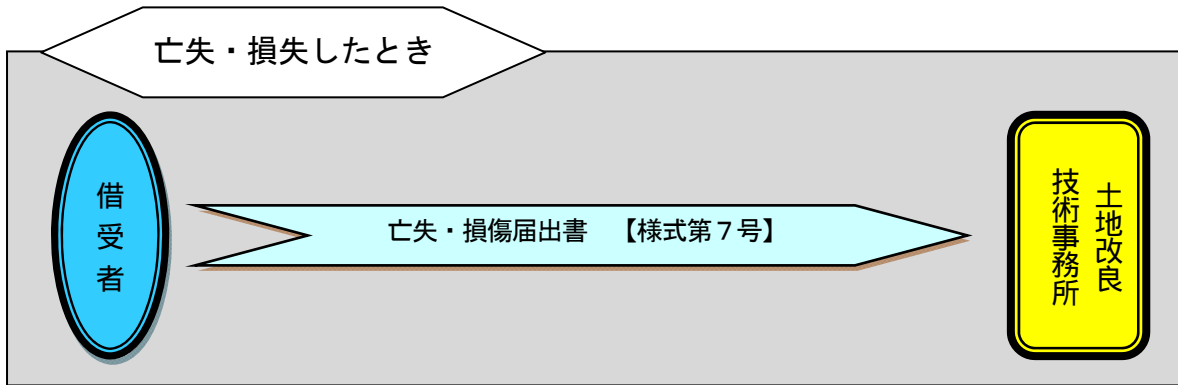 亡失・損失したとき
借受者
亡失・損傷届出書　【様式第７号】
土地改良
技術事務所